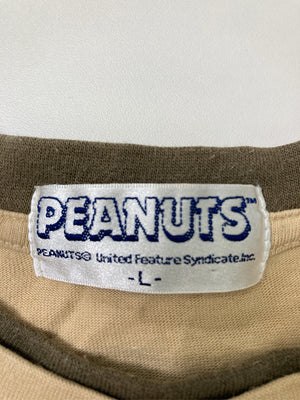 PEANUTS™
PEANUTS© United Feature Syndicate,Inc.
-L-